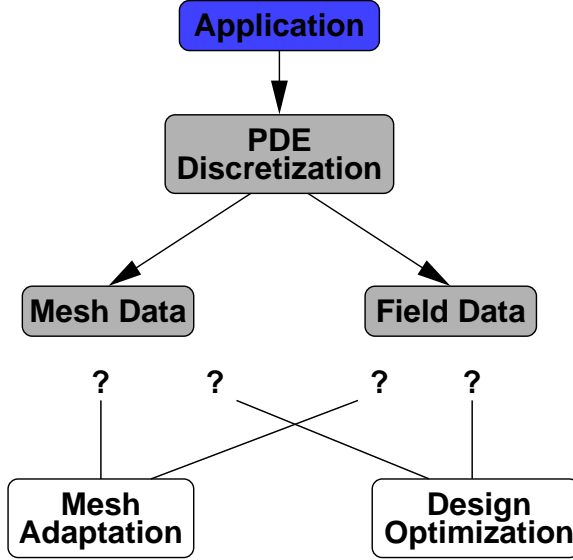 Application
PDE
Discretization
Mesh Data
Field Data
? ? ? ?
Mesh
Adaptation
Design
Optimization